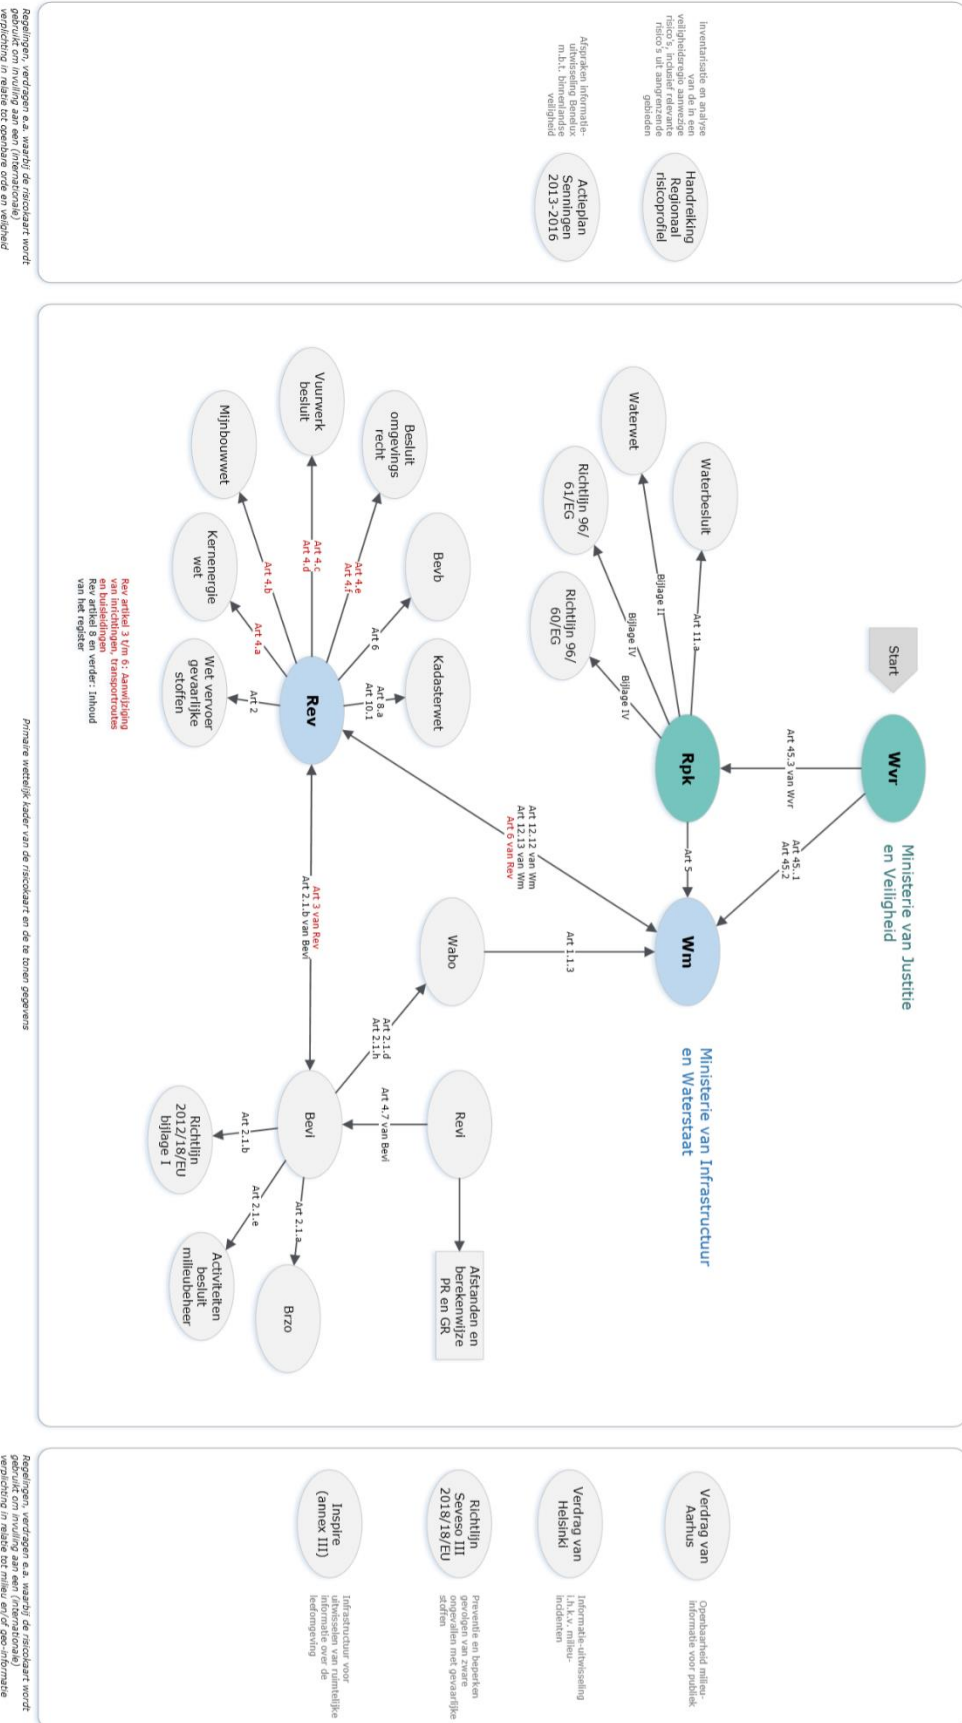 Inventarisatie en analyse
van de in een
veiligheidsregio aanwezige
risico's, inclusief relevante
risico's uit aangrenzende
gebieden
Handreiking
Regionaal
risicoprofiel
Afspraken informatie-
uitwisseling Benelux
m.b.t. binnenlandse
veiligheid
Actieplan
Senningen
2013-2016
Regelingen, verdragen e.a. waarbij de risicokaart wordt
gebruikt om invulling aan een (internationale)
verplichting in relatie tot openbare orde en veiligheid
Start
Wvr
Ministerie van Justitie
en Veiligheid
Art 45.3 van Wvr
Art 45..1
Art 45.2
Waterbesluit
Art 11.a
Waterwet
Bijlage II
Richtlijn 96/
61/EG
Bijlage IV
Richtlijn 96/
60/EG
Bijlage IV
Rpk
Art 5
Wm
Ministerie van Infrastructuur
en Waterstaat
Art 12.12 van Wm
Art 12.13 van Wm
Art 6 van Rev
Art 1.1.3
Besluit
omgevings
recht
Bevb
Kadasterwet
Art 4.e
Art 4.f
Art 6
Art 8.a
Art 10.1
Wabo
Art 2.1.d
Art 2.1.h
Revi
Art 4.7 van Bevi
Afstanden en
berekenwijze
PR en GR
Vuurwerk
besluit
Art 4.c
Art 4.d
Rev
Art 3 van Rev
Art 2.1.b van Bevi
Bevi
Art 2.1.a
Brzo
Mijnbouwwet
Art 4.b
Kernenergie
wet
Art 4.a
Wet vervoer
gevaarlijke
stoffen
Art 2
Art 2.1.b
Richtlijn
2012/18/EU
bijlage I
Art 2.1.e
Activiteiten
besluit
milieubeheer
Rev artikel 3 t/m 6: Aanwijziging
van inrichtingen, transportroutes
en buisleidingen
Rev artikel 8 en verder: Inhoud
van het register
Primaire wettelijk kader van de risicokaart en de te tonen gegevens
Verdrag van
Aarhus
Openbaarheid milieu-
informatie voor publiek
Verdrag van
Helsinki
Informatie-uitwisseling
i.h.k.v. milieu-
incidenten
Richtlijn
Seveso III
2018/18/EU
Preventie en beperken
gevolgen van zware
ongevallen met gevaarlijke
stoffen
Inspire
(annex III)
Infrastructuur voor
uitwisselen van ruimtelijke
informatie over de
leefomgeving
Regelingen, verdragen e.a. waarbij de risicokaart wordt
gebruikt om invulling aan een (internationale)
verplichting in relatie tot milieu en/of geo-informatie